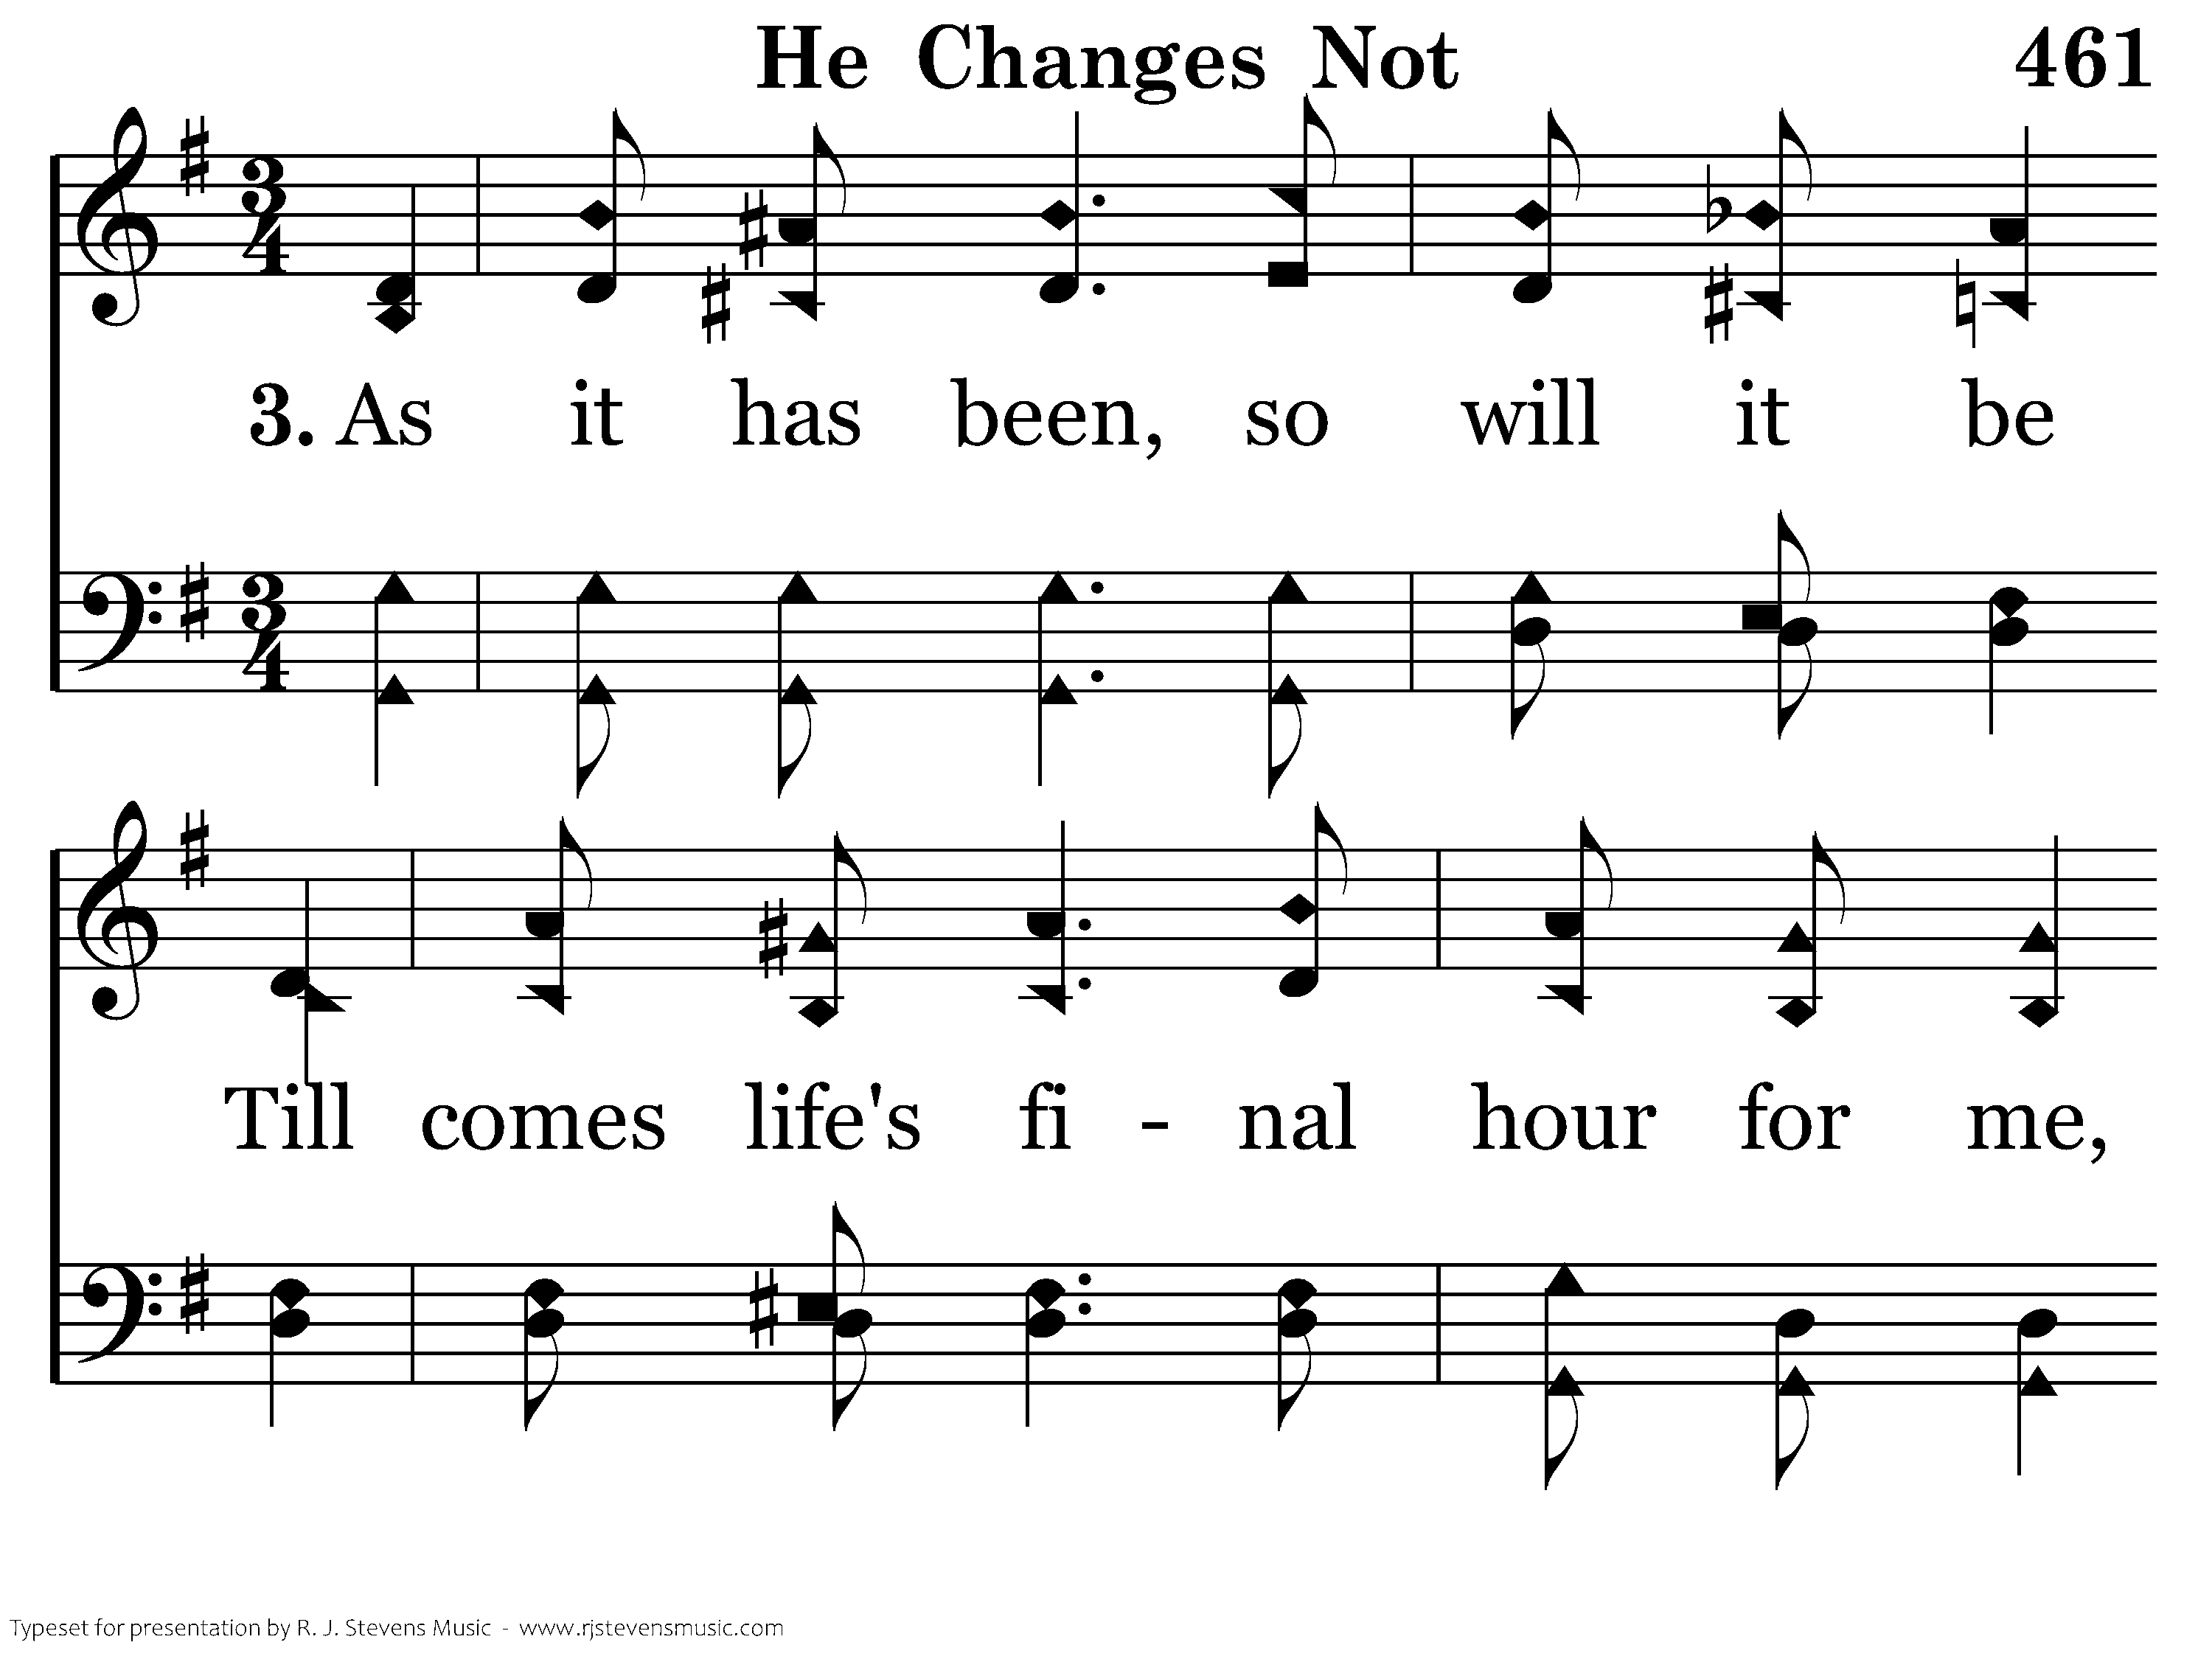 He Changes Not 461
3. As it has been, so will it be
Till comes life's fi - nal hour for me,
Typeset for presentation by R. J. Stevens Music - www.rjstevensmusic.com